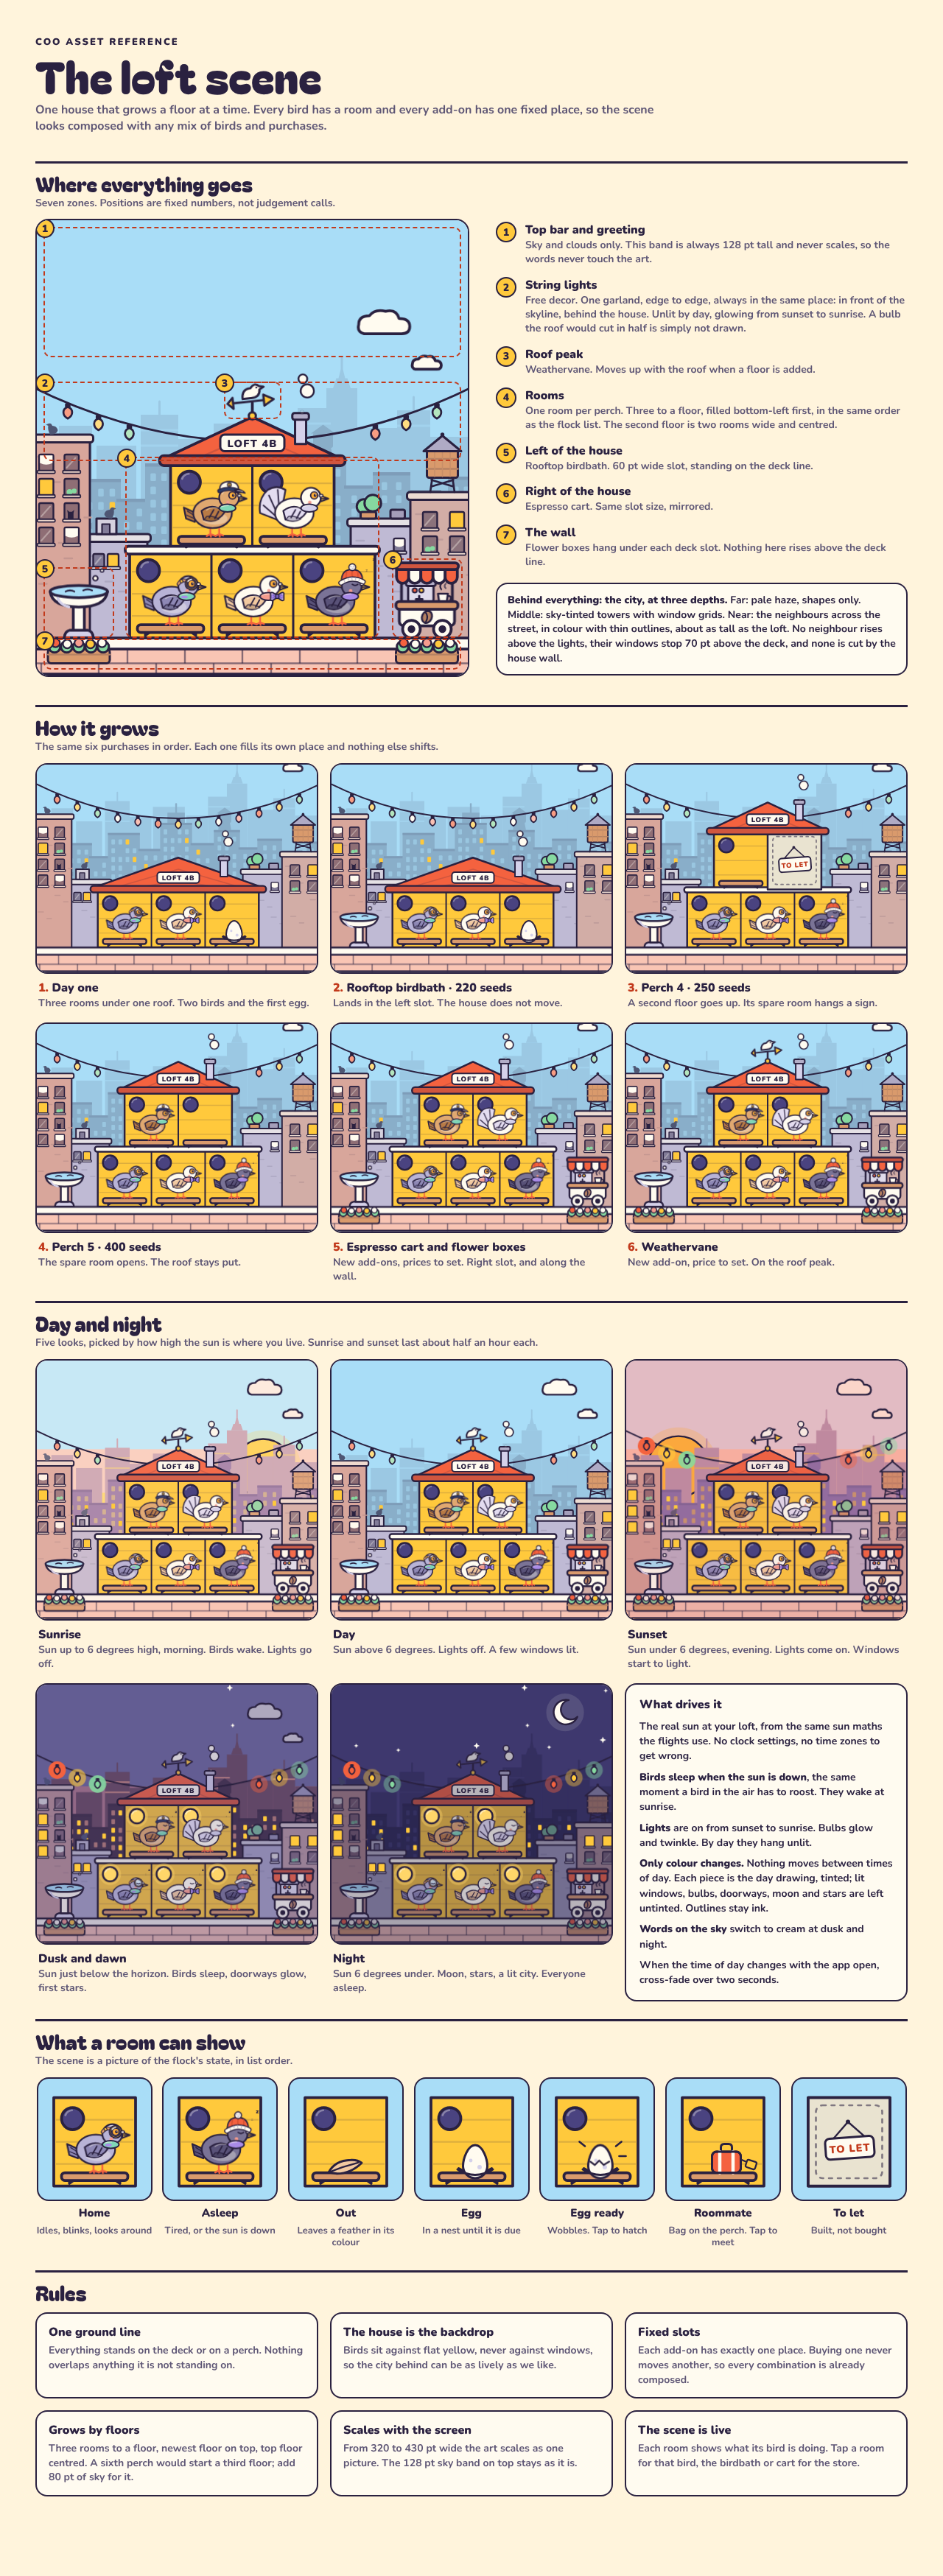 COO ASSET REFERENCE
The loft scene
One house that grows a floor at a time. Every bird has a room and every add-on has one fixed place, so the scene
looks composed with any mix of birds and purchases.
Where everything goes
Seven zones. Positions are fixed numbers, not judgement calls.
1
2
3
4
5
6
7
LOFT 4B
1
Top bar and greeting
Sky and clouds only. This band is always 128 pt tall and never scales, so the
words never touch the art.
2
String lights
Free decor. One garland, edge to edge, always in the same place: in front of the
skyline, behind the house. Unlit by day, glowing from sunset to sunrise. A bulb
the roof would cut in half is simply not drawn.
3
Roof peak
Weathervane. Moves up with the roof when a floor is added.
4
Rooms
One room per perch. Three to a floor, filled bottom-left first, in the same order
as the flock list. The second floor is two rooms wide and centred.
5
Left of the house
Rooftop birdbath. 60 pt wide slot, standing on the deck line.
6
Right of the house
Espresso cart. Same slot size, mirrored.
7
The wall
Flower boxes hang under each deck slot. Nothing here rises above the deck
line.
Behind everything: the city, at three depths. Far: pale haze, shapes only.
Middle: sky-tinted towers with window grids. Near: the neighbours across the
street, in colour with thin outlines, about as tall as the loft. No neighbour rises
above the lights, their windows stop 70 pt above the deck, and none is cut by the
house wall.
How it grows
The same six purchases in order. Each one fills its own place and nothing else shifts.
LOFT 4B
LOFT 4B
LOFT 4B
TO LET
1. Day one
Three rooms under one roof. Two birds and the first egg.
2. Rooftop birdbath · 220 seeds
Lands in the left slot. The house does not move.
3. Perch 4 · 250 seeds
A second floor goes up. Its spare room hangs a sign.
LOFT 4B
LOFT 4B
LOFT 4B
4. Perch 5 · 400 seeds
The spare room opens. The roof stays put.
5. Espresso cart and flower boxes
New add-ons, prices to set. Right slot, and along the
wall.
6. Weathervane
New add-on, price to set. On the roof peak.
Day and night
Five looks, picked by how high the sun is where you live. Sunrise and sunset last about half an hour each.
LOFT 4B
LOFT 4B
LOFT 4B
Sunrise
Sun up to 6 degrees high, morning. Birds wake. Lights go
off.
Day
Sun above 6 degrees. Lights off. A few windows lit.
Sunset
Sun under 6 degrees, evening. Lights come on. Windows
start to light.
LOFT 4B
LOFT 4B
Dusk and dawn
Sun just below the horizon. Birds sleep, doorways glow,
first stars.
Night
Sun 6 degrees under. Moon, stars, a lit city. Everyone
asleep.
What drives it
The real sun at your loft, from the same sun maths
the flights use. No clock settings, no time zones to
get wrong.
Birds sleep when the sun is down, the same
moment a bird in the air has to roost. They wake at
sunrise.
Lights are on from sunset to sunrise. Bulbs glow
and twinkle. By day they hang unlit.
Only colour changes. Nothing moves between times
of day. Each piece is the day drawing, tinted; lit
windows, bulbs, doorways, moon and stars are left
untinted. Outlines stay ink.
Words on the sky switch to cream at dusk and
night.
When the time of day changes with the app open,
cross-fade over two seconds.
What a room can show
The scene is a picture of the flock's state, in list order.
TO LET
Home
Idles, blinks, looks around
Asleep
Tired, or the sun is down
Out
Leaves a feather in its
colour
Egg
In a nest until it is due
Egg ready
Wobbles. Tap to hatch
Roommate
Bag on the perch. Tap to
meet
To let
Built, not bought
Rules
One ground line
Everything stands on the deck or on a perch. Nothing
overlaps anything it is not standing on.
The house is the backdrop
Birds sit against flat yellow, never against windows,
so the city behind can be as lively as we like.
Fixed slots
Each add-on has exactly one place. Buying one never
moves another, so every combination is already
composed.
Grows by floors
Three rooms to a floor, newest floor on top, top floor
centred. A sixth perch would start a third floor; add
80 pt of sky for it.
Scales with the screen
From 320 to 430 pt wide the art scales as one
picture. The 128 pt sky band on top stays as it is.
The scene is live
Each room shows what its bird is doing. Tap a room
for that bird, the birdbath or cart for the store.